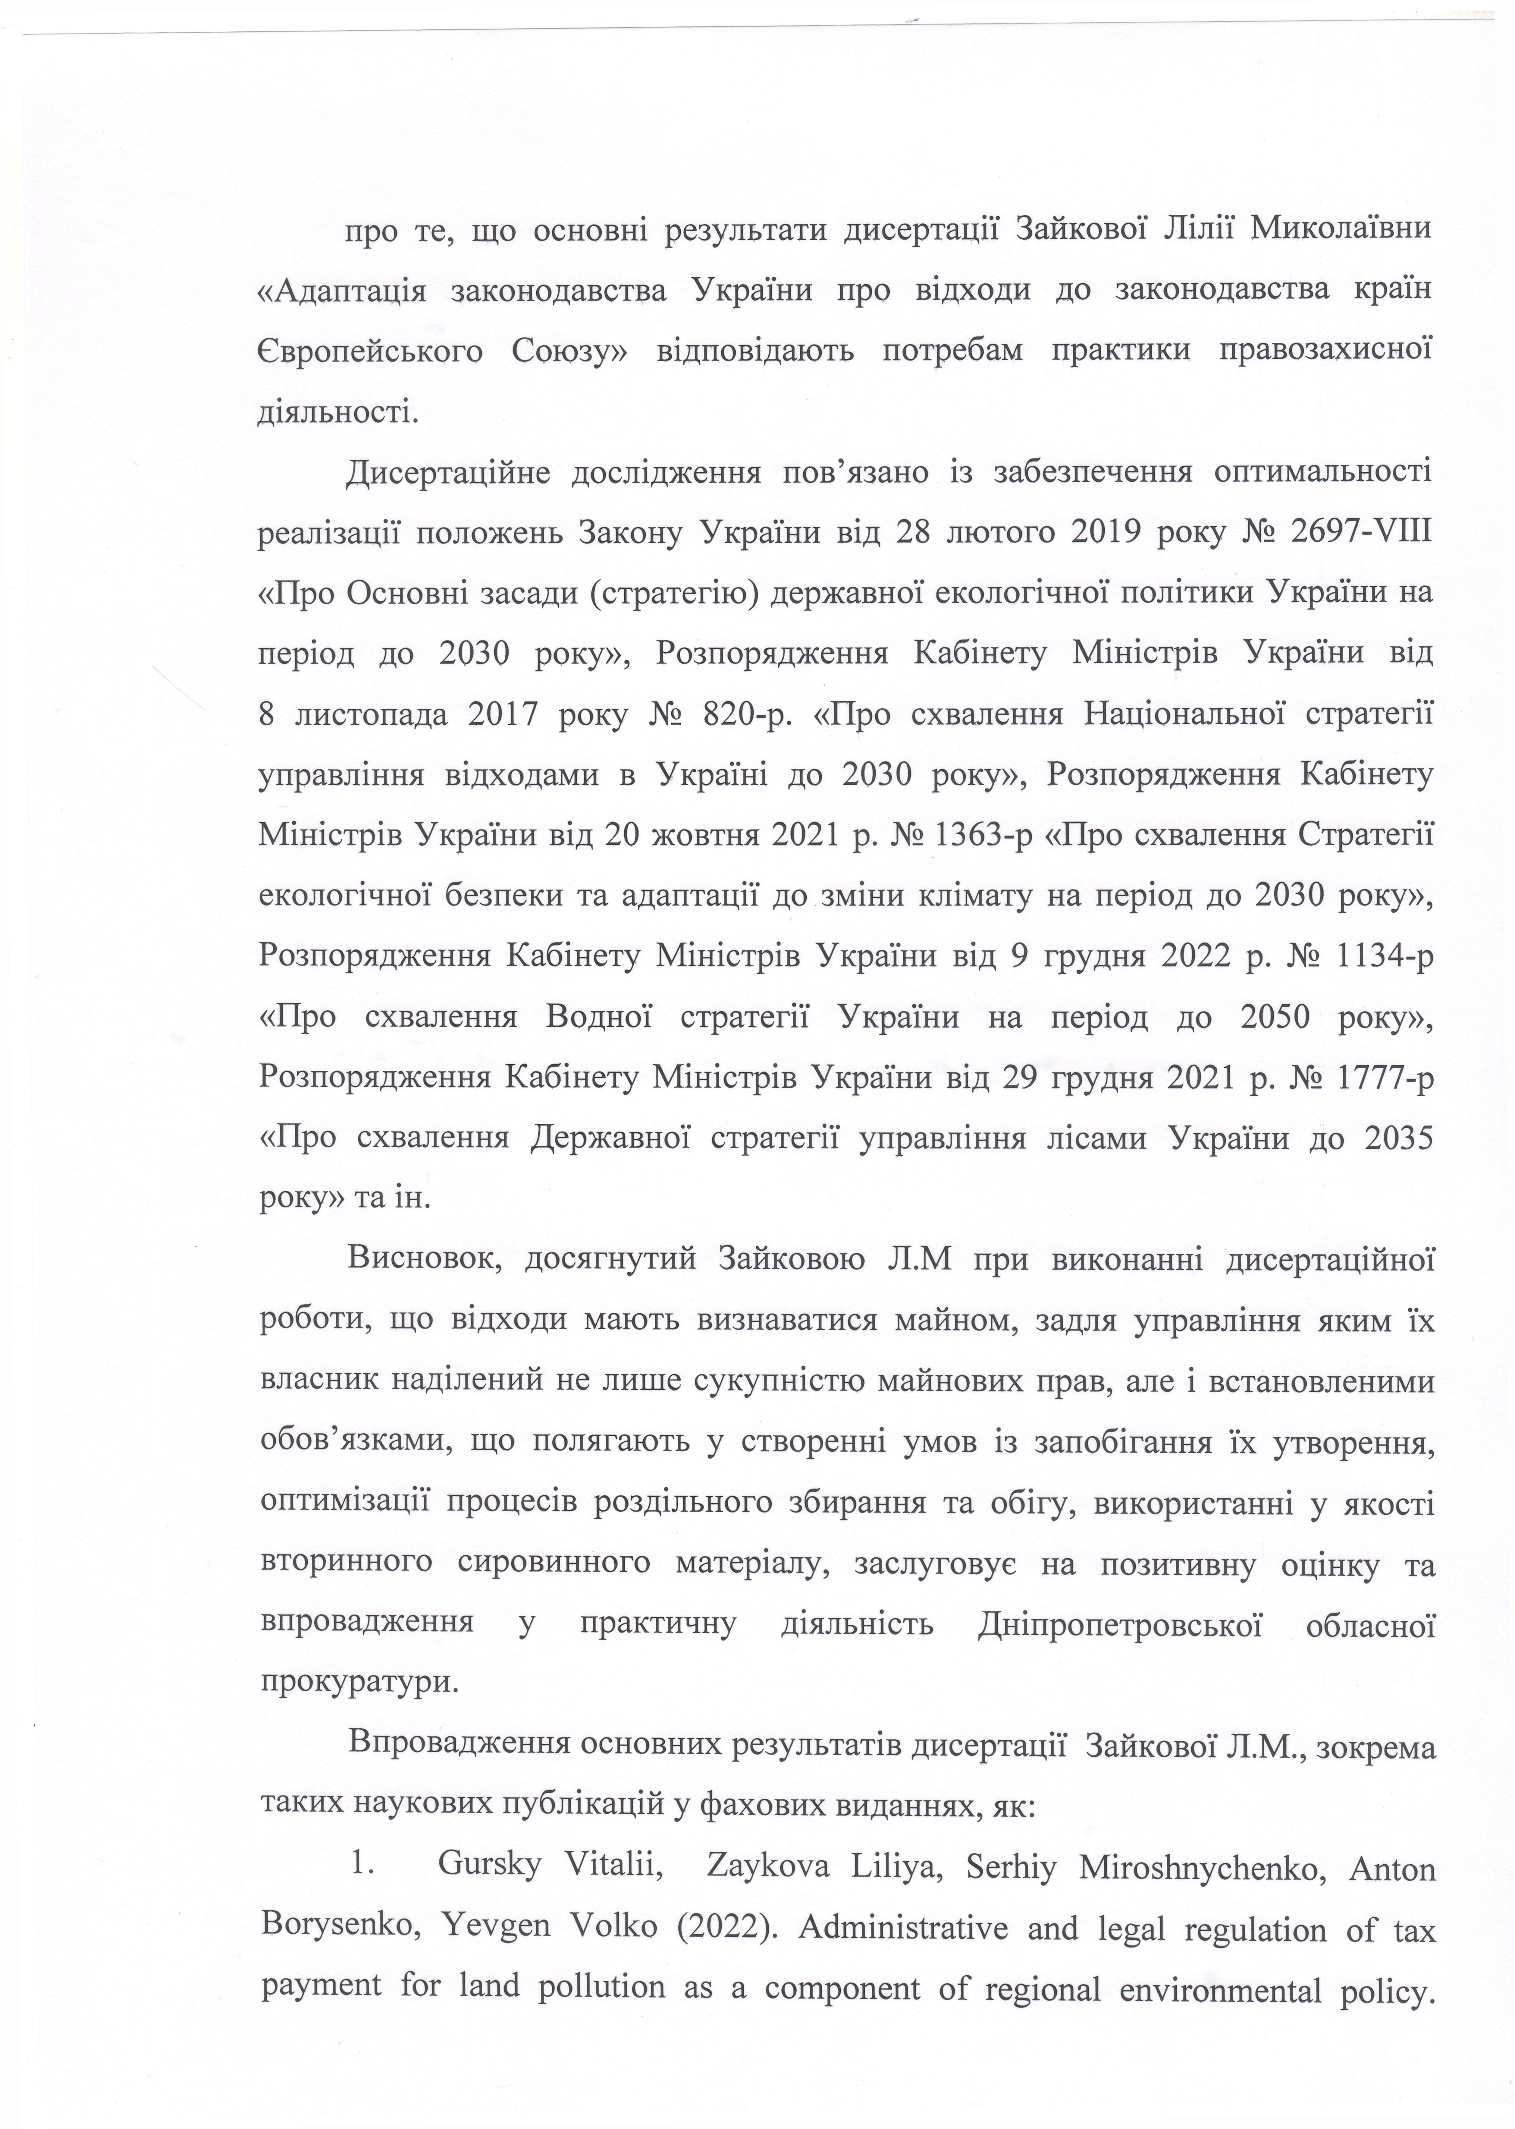 про те, що основні результати дисертації Зайкової Лілії Миколаївни
«Адаптація законодавства України про відходи до законодавства країн
Європейського Союзу» відповідають потребам практики правозахисної
діяльності.
Дисертаційне дослідження пов’язано із забезпечення оптимальності
реалізації положень Закону України від 28 лютого 2019 року № 2697-VIII
«Про Основні засади (стратегію) державної екологічної політики України на
період до 2030 року», Розпорядження Кабінету Міністрів України від
8 листопада 2017 року № 820-р. «Про схвалення Національної стратегії
управління відходами в Україні до 2030 року», Розпорядження Кабінету
Міністрів України від 20 жовтня 2021 р. № 1363-р «Про схвалення Стратегії
екологічної безпеки та адаптації до зміни клімату на період до 2030 року»,
Розпорядження Кабінету Міністрів України від 9 грудня 2022 р. № 1134-р
«Про схвалення Водної стратегії України на період до 2050 року»,
Розпорядження Кабінету Міністрів України від 29 грудня 2021 р. № 1777-р
«Про схвалення Державної стратегії управління лісами України до 2035
року» та ін.
Висновок, досягнутий Зайковою Л.М при виконанні дисертаційної
роботи, що відходи мають визнаватися майном, задля управління яким їх
власник наділений не лише сукупністю майнових прав, але і встановленими
обов’язками, що полягають у створенні умов із запобігання їх утворення,
оптимізації процесів роздільного збирання та обігу, використанні у якості
вторинного сировинного матеріалу, заслуговує на позитивну оцінку та
впровадження у практичну діяльність Дніпропетровської обласної
прокуратури.
Впровадження основних результатів дисертації Зайкової Л.М., зокрема
таких наукових публікацій у фахових виданнях, як:
1. Gursky Vitalii, Zaykova Liliya, Serhiy Miroshnychenko, Anton
Borysenko, Yevgen Volko (2022). Administrative and legal regulation of tax
payment for land pollution as a component of regional environmental policy.